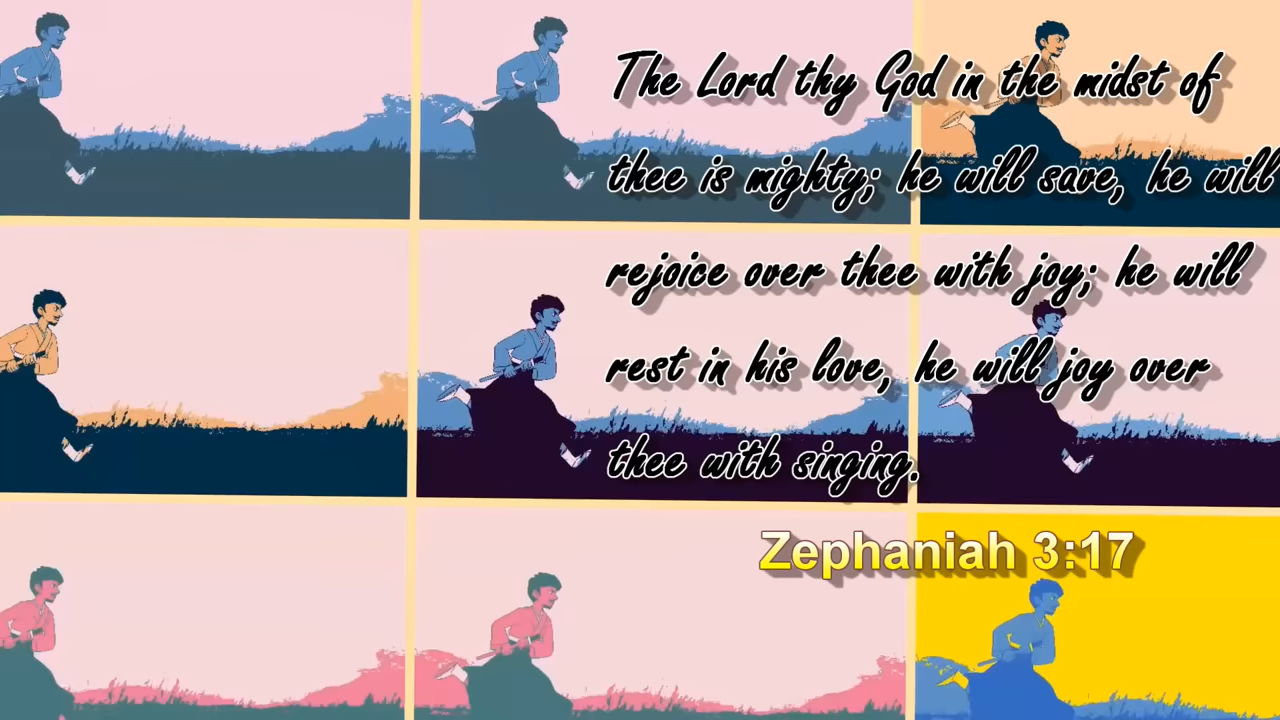 The Lord thy God in the midst of
thee is mighty; he will save, he will
rejoice over thee with joy; he will
rest in his love, he will joy over
thee with singing.
Zephaniah 3:17